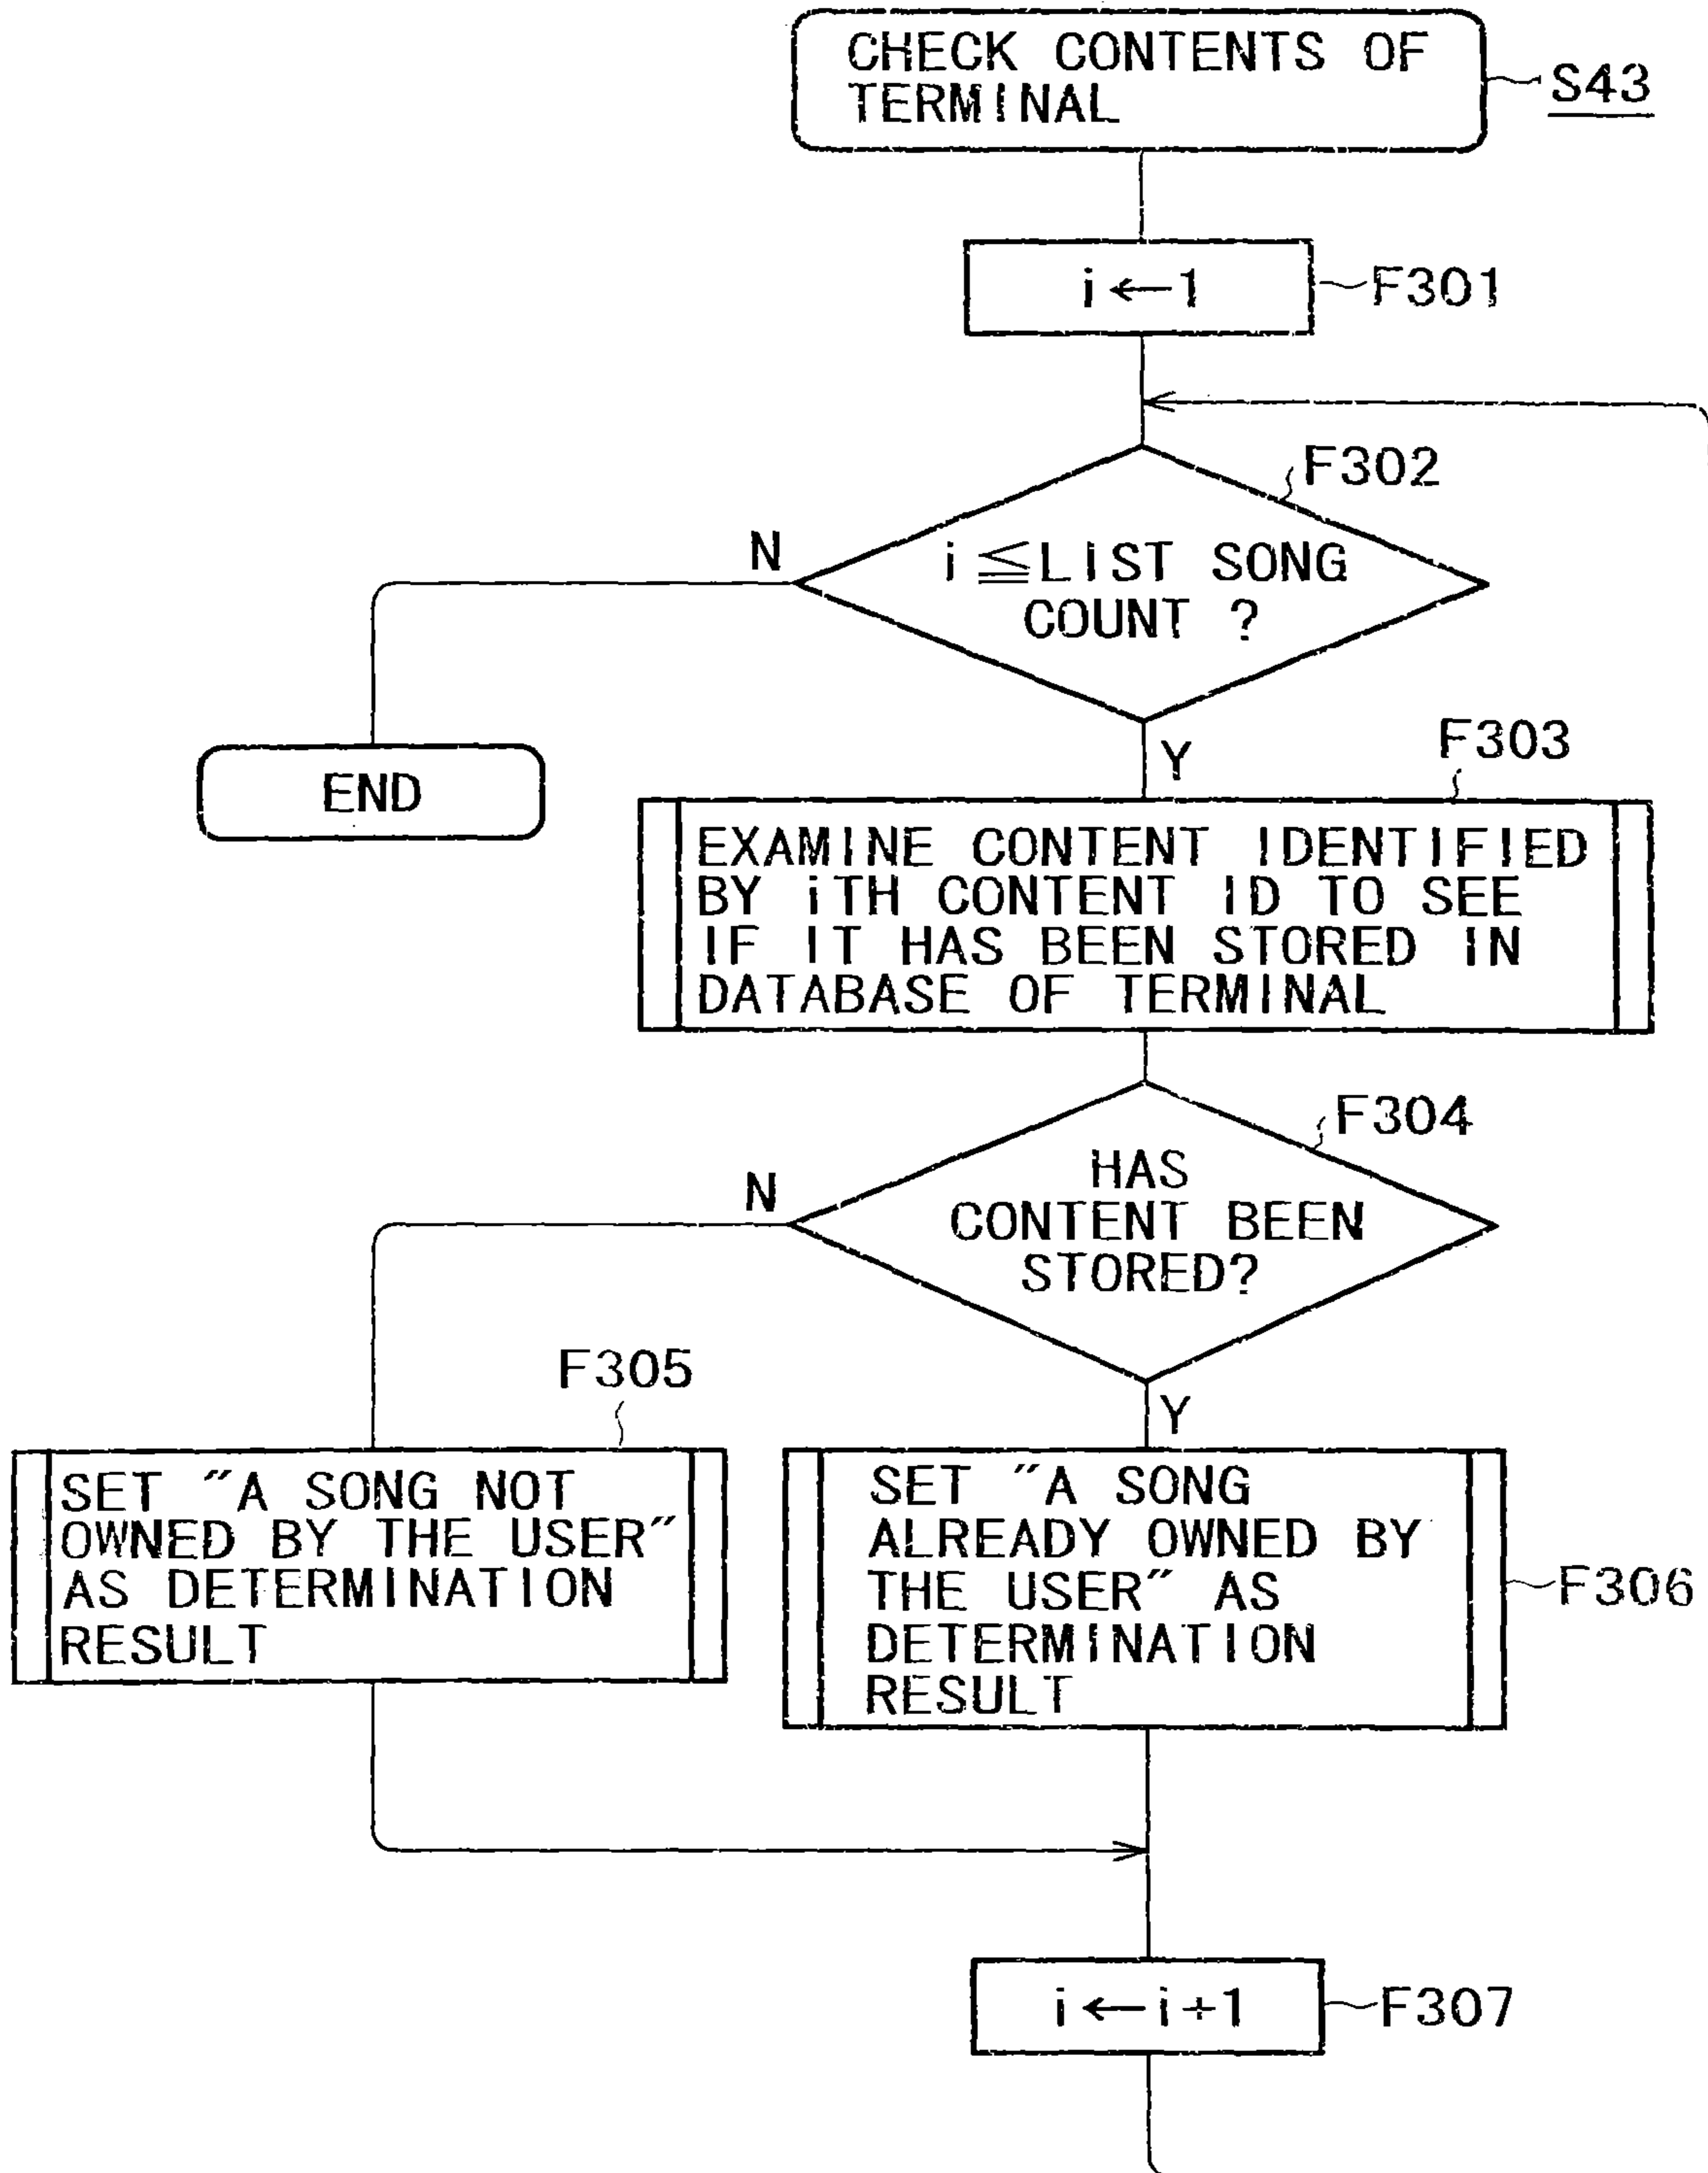 CHECK CONTENTS OF
TERMINAL
S43
i ← 1
F301
F302
N
i ≦ LIST SONG
COUNT ?
END
Y
F303
EXAMINE CONTENT IDENTIFIED
BY iTH CONTENT ID TO SEE
IF IT HAS BEEN STORED IN
DATABASE OF TERMINAL
F304
N
HAS
CONTENT BEEN
STORED?
F305
Y
SET "A SONG NOT
OWNED BY THE USER"
AS DETERMINATION
RESULT
SET "A SONG
ALREADY OWNED BY
THE USER" AS
DETERMINATION
RESULT
F306
i ← i +1
F307